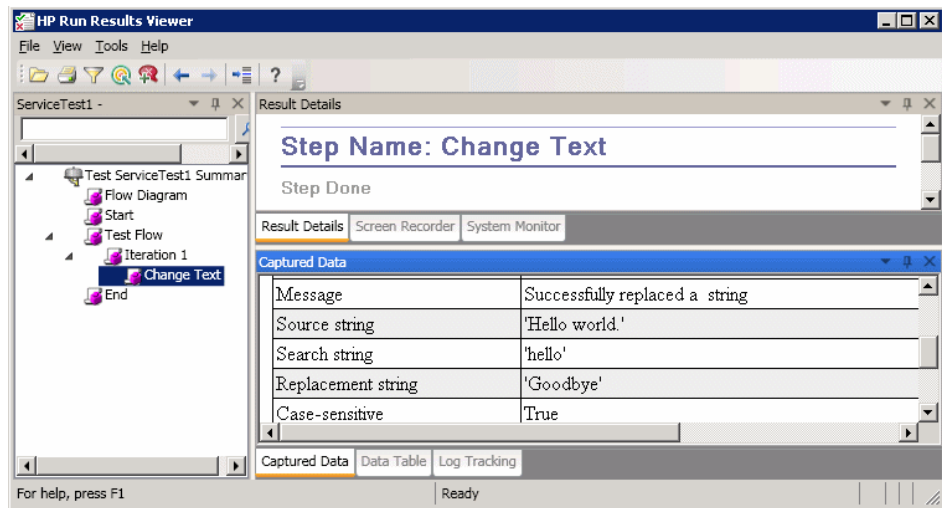 HP Run Results Viewer
File View Tools Help
?
ServiceTest1 -
Test ServiceTest1 Summar
Flow Diagram
Start
Test Flow
Iteration 1
Change Text
End
Result Details
Step Name: Change Text
Step Done
Result Details Screen Recorder System Monitor
Captured Data
Message Successfully replaced a string
Source string 'Hello world.'
Search string 'hello'
Replacement string 'Goodbye'
Case-sensitive True
Captured Data Data Table Log Tracking
For help, press F1 Ready